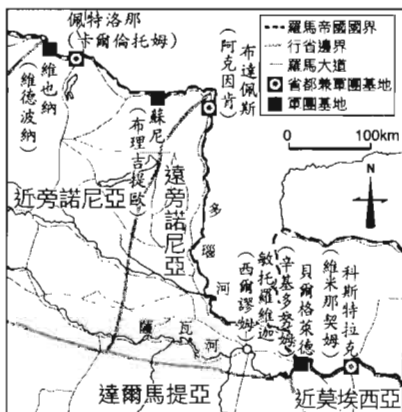 佩特洛那
(卡爾倫托姆)
維也納
(維德波納)
蘇尼
(布理吉提歐)
布達佩斯
(阿克因肯)
羅馬帝國國界
行省邊界
羅馬大道
省都兼軍團基地
軍團基地
0 100km
N
近旁諾尼亞
遠旁諾尼亞
多瑙河
薩瓦河
西爾謬姆
敏托羅維迦
辛基多努姆)
貝爾格萊德
(維米那契姆)
科斯特拉克
達爾馬提亞
近莫埃西亞